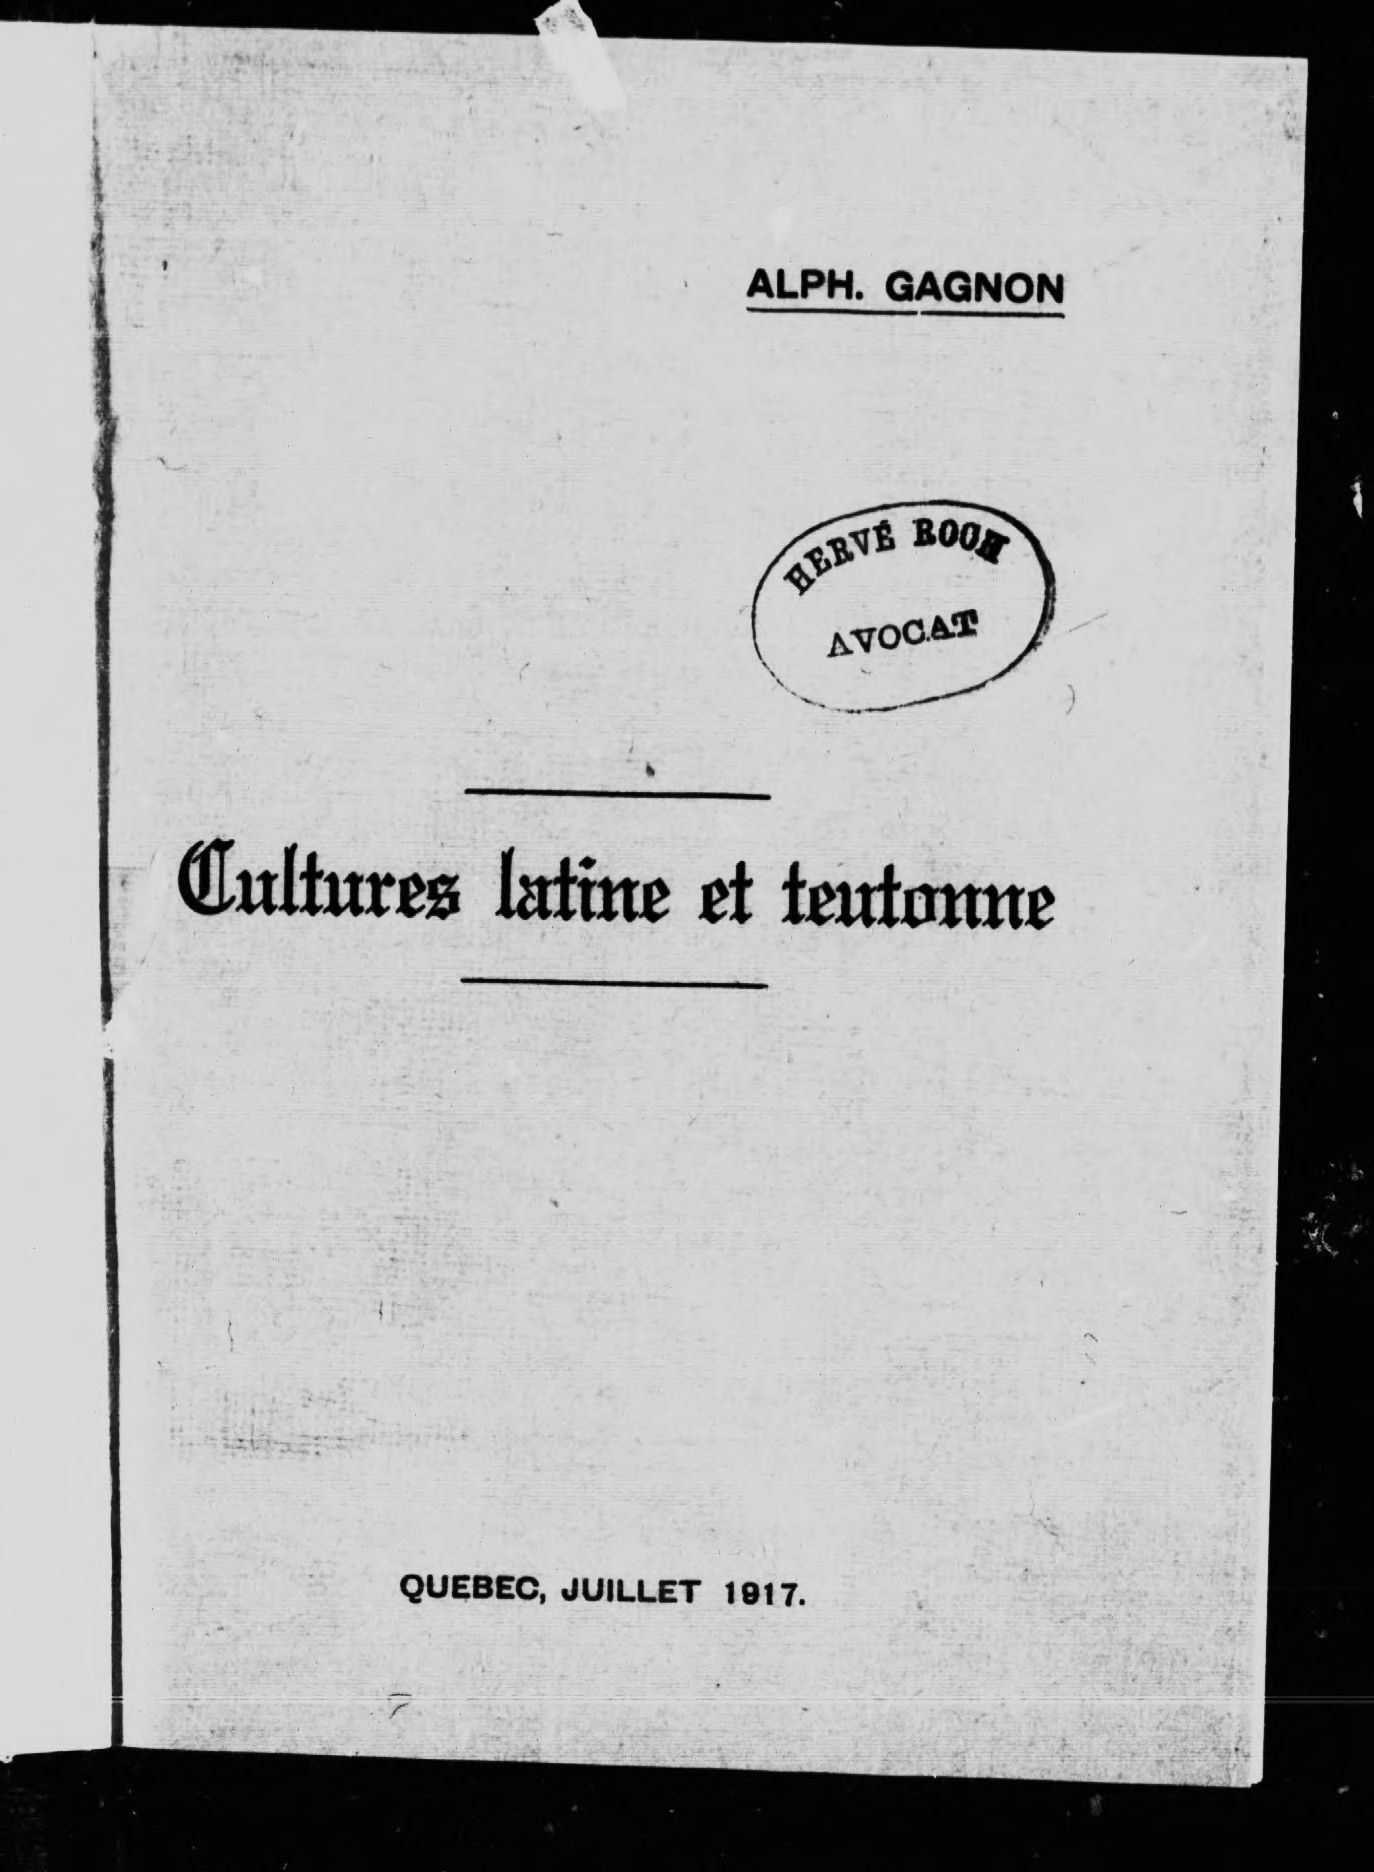 ALPH. GAGNON
HERVÉ ROCH
AVOCAT
Cultures latine et teutonne
QUEBEC, JUILLET 1917.